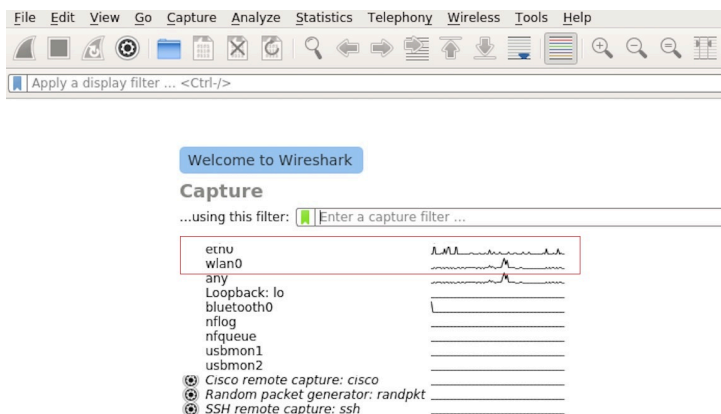 File Edit View Go Capture Analyze Statistics Telephony Wireless Tools Help
Apply a display filter ... <Ctrl-/>
Welcome to Wireshark
Capture
...using this filter: Enter a capture filter ...
eth0
wlan0
any
Loopback: lo
bluetooth0
nflog
nfqueue
usbmon1
usbmon2
Cisco remote capture: cisco
Random packet generator: randpkt
SSH remote capture: ssh